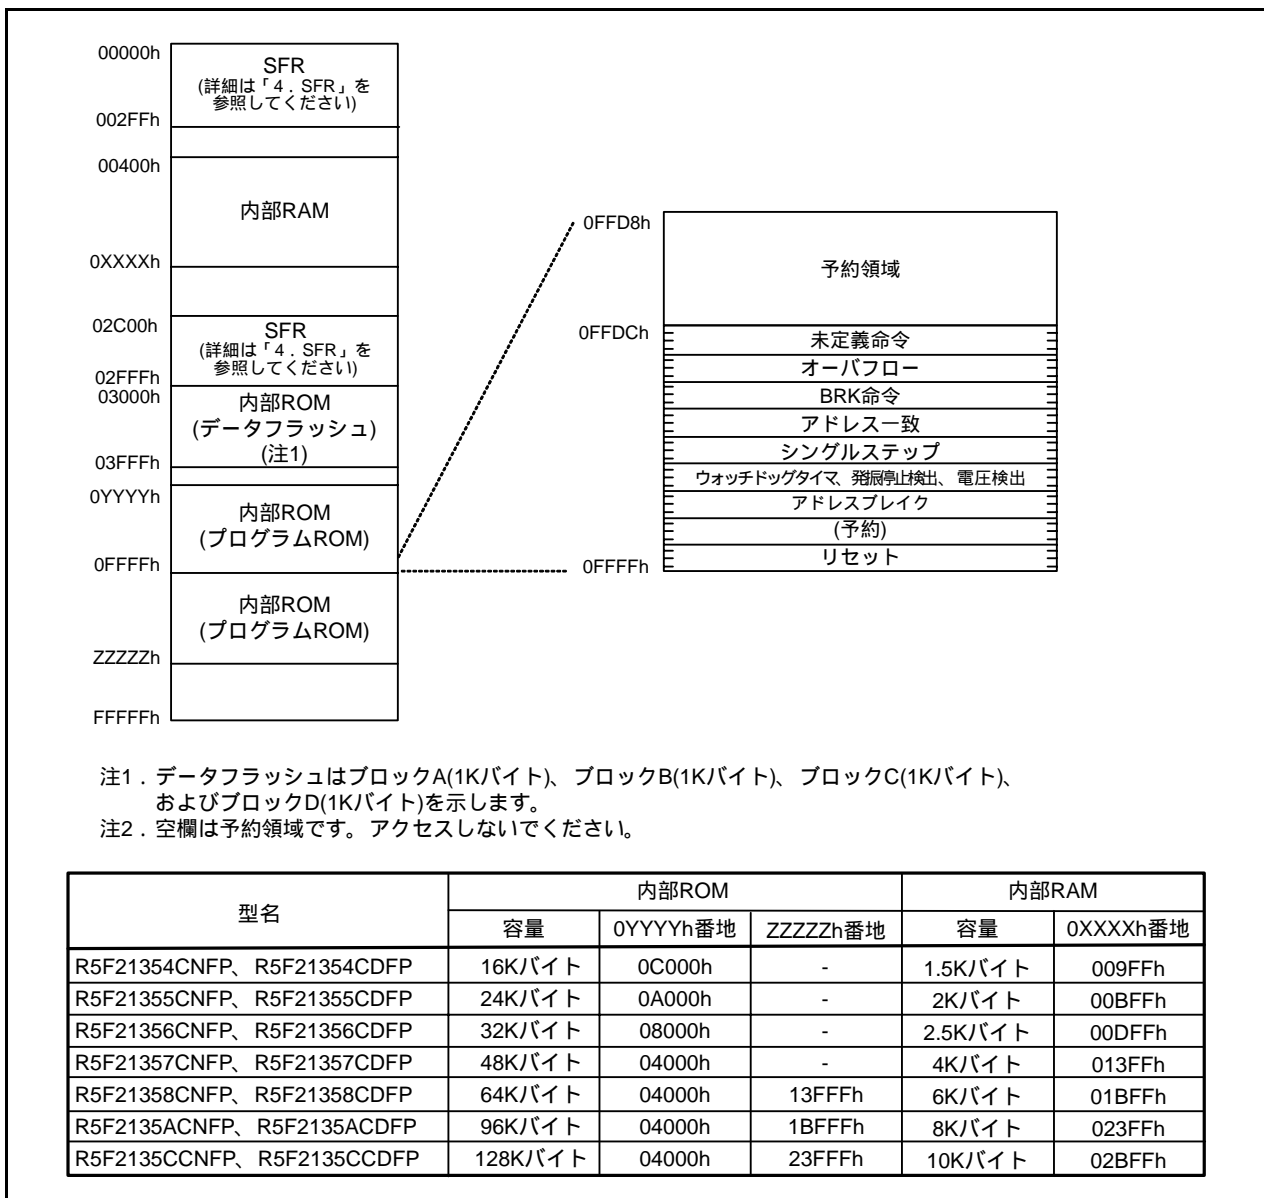 00000h
SFR
(詳細は「4．SFR」を
参照してください)
002FFh
00400h
内部RAM
0XXXXh
02C00h
SFR
(詳細は「4．SFR」を
参照してください)
02FFFh
03000h
内部ROM
(データフラッシュ)
(注1)
03FFFh
0YYYYh
内部ROM
(プログラムROM)
0FFFFh
内部ROM
(プログラムROM)
ZZZZZh
FFFFFh
0FFD8h
予約領域
0FFDCh
未定義命令
オーバフロー
BRK命令
アドレス一致
シングルステップ
ウォッチドッグタイマ、発振停止検出、電圧検出
アドレスブレイク
(予約)
リセット
0FFFFh
注1．データフラッシュはブロックA(1Kバイト)、ブロックB(1Kバイト)、ブロックC(1Kバイト)、
およびブロックD(1Kバイト)を示します。
注2．空欄は予約領域です。アクセスしないでください。
型名 内部ROM 内部RAM
容量 0YYYYh番地 ZZZZZh番地 容量 0XXXXh番地
R5F21354CNFP、R5F21354CDFP 16Kバイト 0C000h - 1.5Kバイト 009FFh
R5F21355CNFP、R5F21355CDFP 24Kバイト 0A000h - 2Kバイト 00BFFh
R5F21356CNFP、R5F21356CDFP 32Kバイト 08000h - 2.5Kバイト 00DFFh
R5F21357CNFP、R5F21357CDFP 48Kバイト 04000h - 4Kバイト 013FFh
R5F21358CNFP、R5F21358CDFP 64Kバイト 04000h 13FFFh 6Kバイト 01BFFh
R5F2135ACNFP、R5F2135ACDFP 96Kバイト 04000h 1BFFFh 8Kバイト 023FFh
R5F2135CCNFP、R5F2135CCDFP 128Kバイト 04000h 23FFFh 10Kバイト 02BFFh